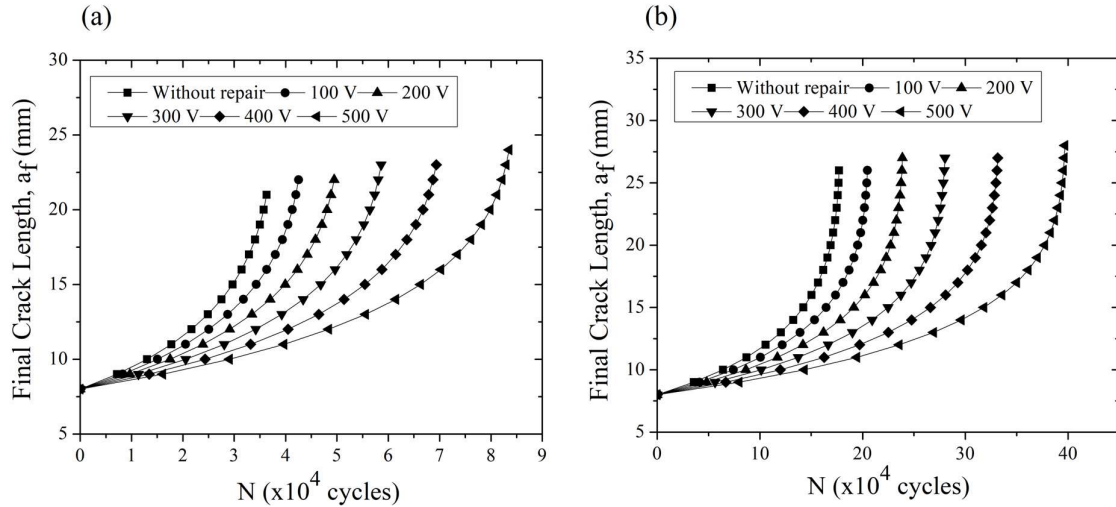 (a)
Final Crack Length, af (mm)
30
25
20
15
10
5
Without repair 100 V 200 V
300 V 400 V 500 V
0 1 2 3 4 5 6 7 8 9
N (x10^4 cycles)
(b)
Final Crack Length, af (mm)
35
30
25
20
15
10
5
Without repair 100 V 200 V
300 V 400 V 500 V
0 10 20 30 40
N (x10^4 cycles)